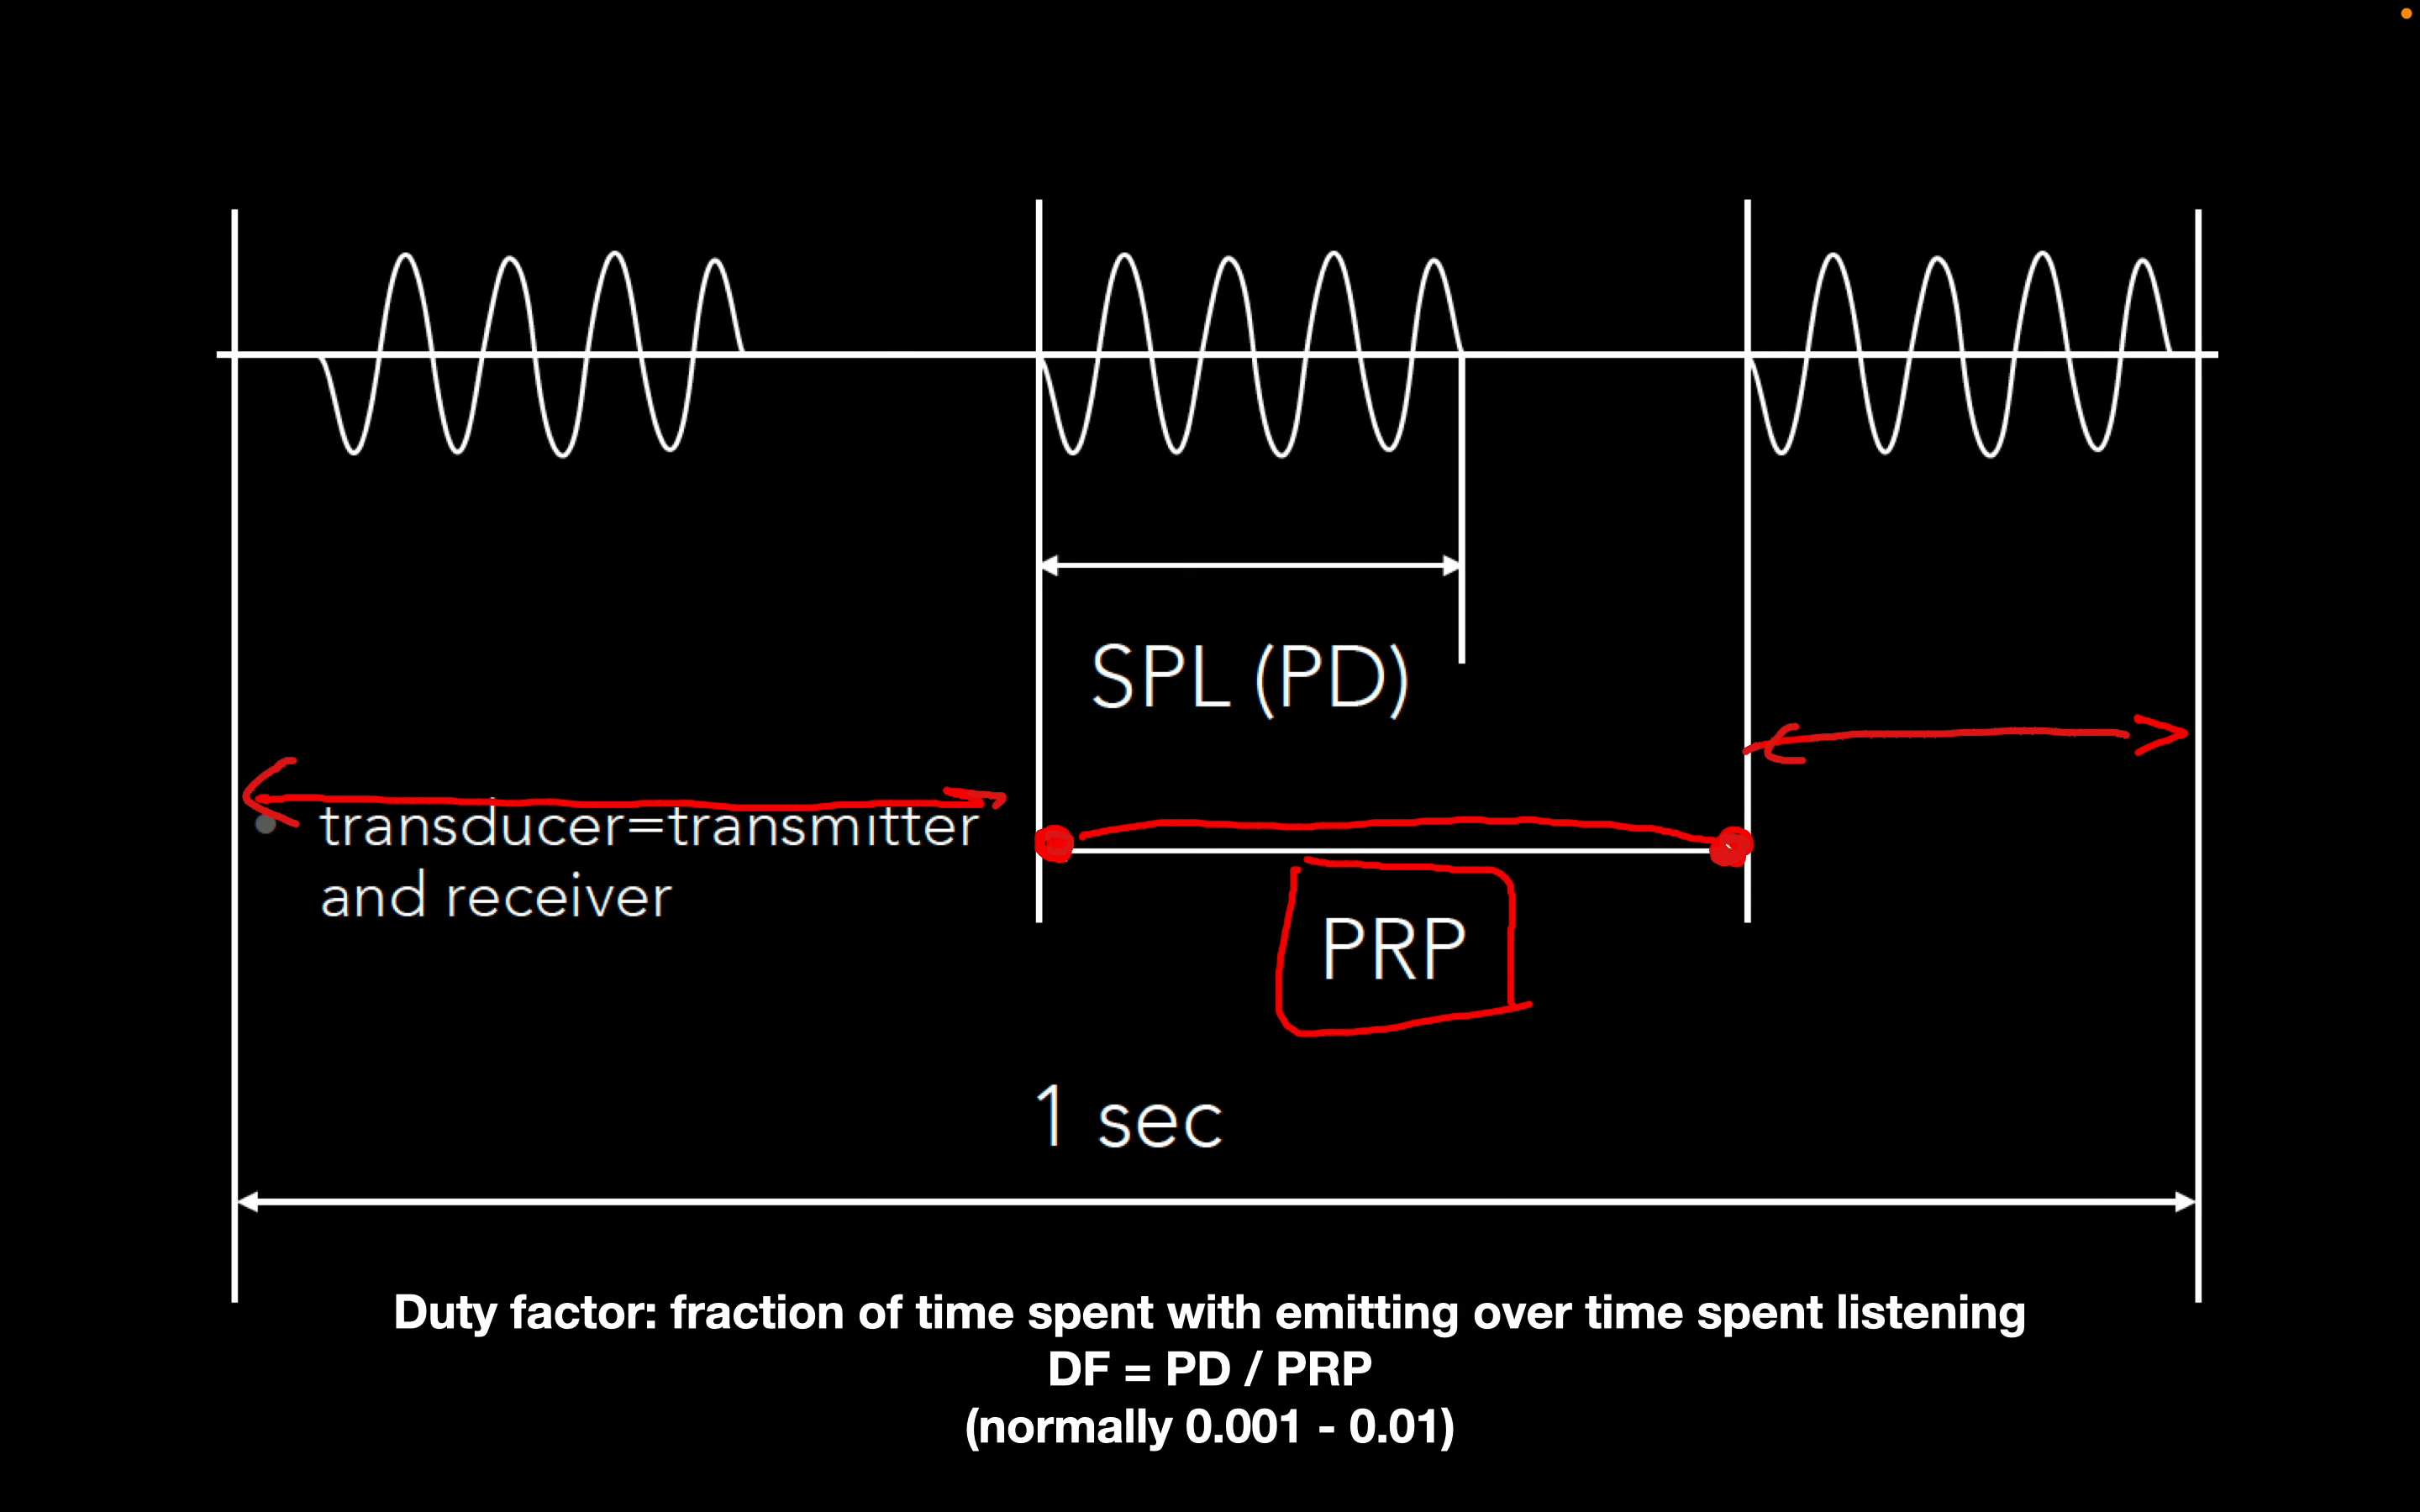 SPL (PD)
transducer=transmitter
and receiver
PRP
1 sec
Duty factor: fraction of time spent with emitting over time spent listening
DF = PD / PRP
(normally 0.001 - 0.01)